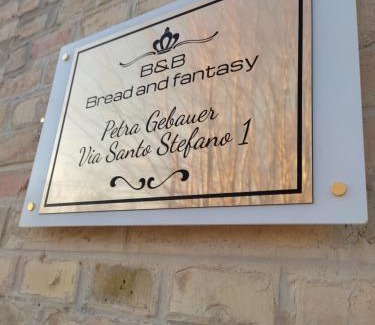 B&B
Bread and fantasy
Petra Gebauer
Via Santo Stefano 1